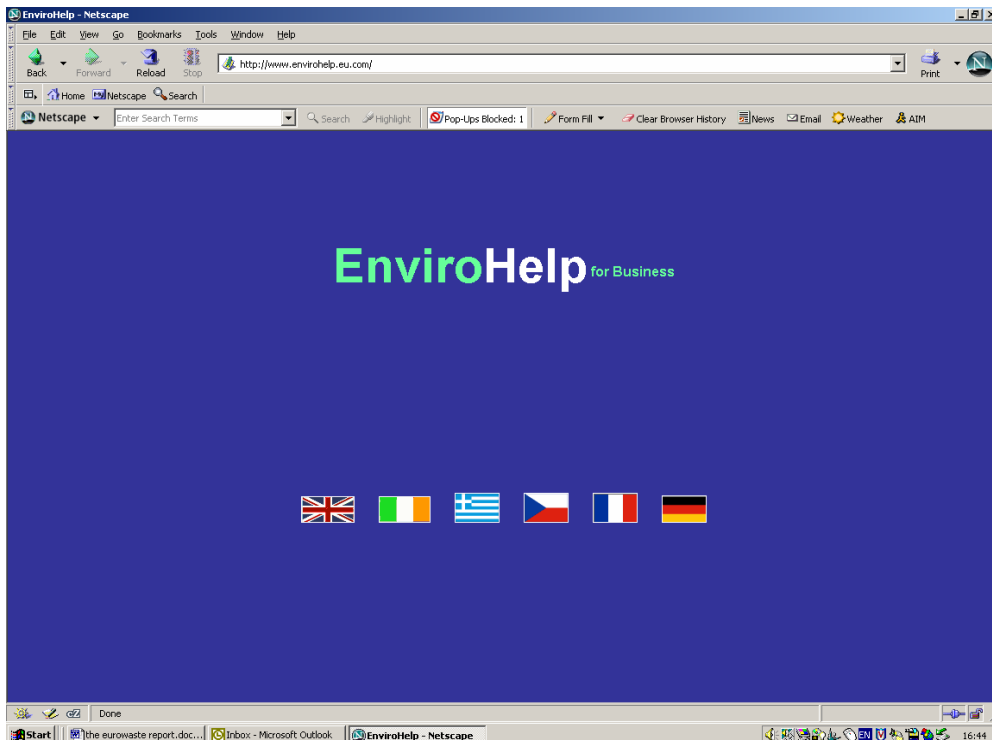 EnviroHelp - Netscape
File Edit View Go Bookmarks Tools Window Help
Back Forward Reload Stop http://www.envirohelp.eu.com/ Print
Home Netscape Search
Netscape Enter Search Terms Search Highlight Pop-Ups Blocked: 1 Form Fill Clear Browser History News Email Weather AIM
EnviroHelp for Business
Done
Start the eurowaste report.doc... Inbox - Microsoft Outlook EnviroHelp - Netscape EN 16:44